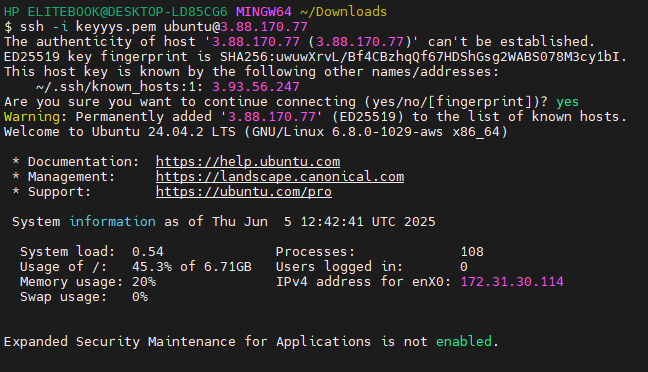 HP ELITEBOOK@DESKTOP-LD85CG6 MINGW64 ~/Downloads
$ ssh -i keyyys.pem ubuntu@3.88.170.77
The authenticity of host '3.88.170.77 (3.88.170.77)' can't be established.
ED25519 key fingerprint is SHA256:uwuwXrvL/Bf4CBzhqQf67HDShGsg2WABS078M3cy1bI.
This host key is known by the following other names/addresses:
    ~/.ssh/known_hosts:1: 3.93.56.247
Are you sure you want to continue connecting (yes/no/[fingerprint])? yes
Warning: Permanently added '3.88.170.77' (ED25519) to the list of known hosts.
Welcome to Ubuntu 24.04.2 LTS (GNU/Linux 6.8.0-1029-aws x86_64)

 * Documentation:  https://help.ubuntu.com
 * Management:     https://landscape.canonical.com
 * Support:        https://ubuntu.com/pro

 System information as of Thu Jun  5 12:42:41 UTC 2025

  System load:  0.54              Processes:             108
  Usage of /:   45.3% of 6.71GB   Users logged in:       0
  Memory usage: 20%               IPv4 address for enX0: 172.31.30.114
  Swap usage:   0%


Expanded Security Maintenance for Applications is not enabled.